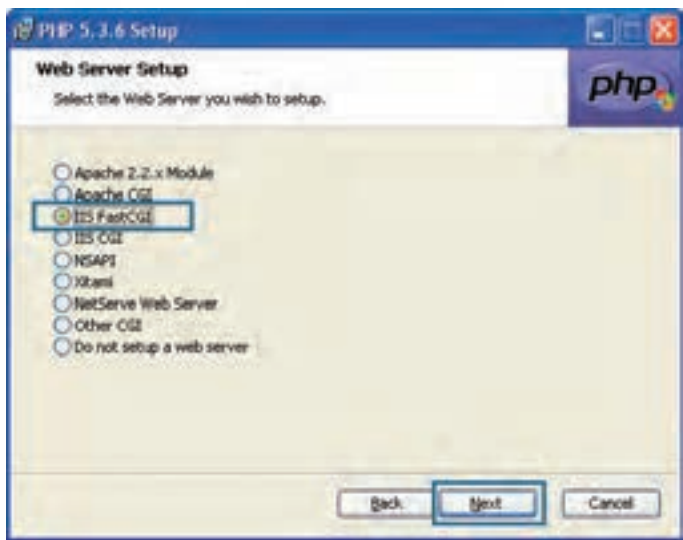 PHP 5.3.6 Setup
Web Server Setup
Select the Web Server you wish to setup.
php
Apache 2.2.x Module
Apache CGI
IIS FastCGI
IIS CGI
NSAPI
Xitami
NetServe Web Server
Other CGI
Do not setup a web server
Back
Next
Cancel